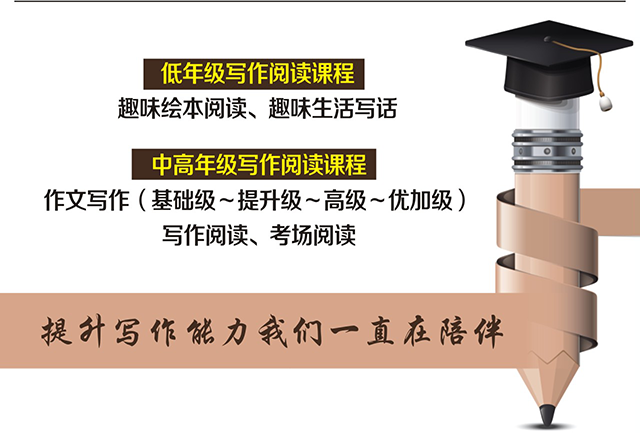 低年级写作阅读课程
趣味绘本阅读、趣味生活写话
中高年级写作阅读课程
作文写作（基础级～提升级～高级～优加级）
写作阅读、考场阅读
提升写作能力我们一直在陪伴